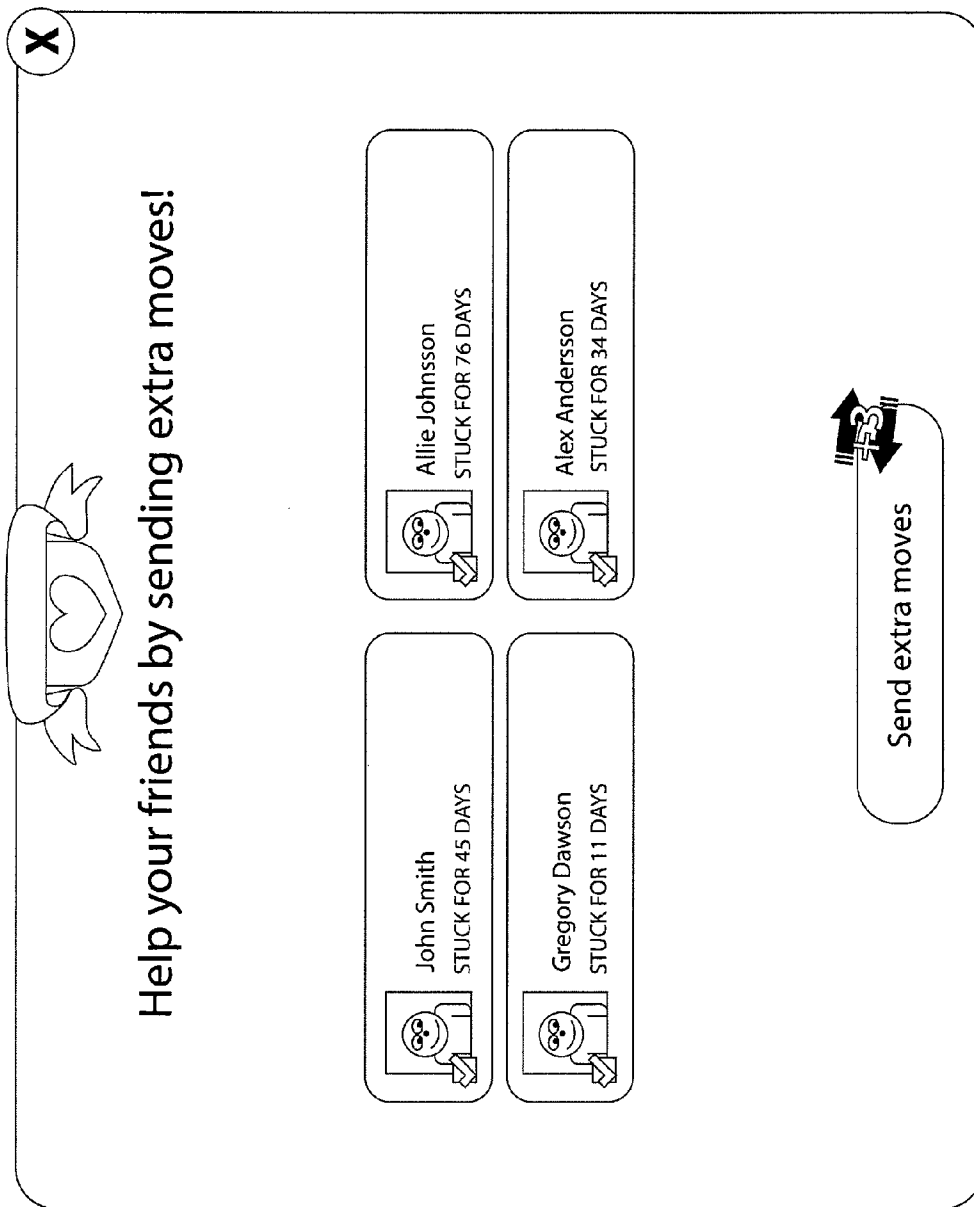 X
Help your friends by sending extra moves!
John Smith
STUCK FOR 45 DAYS
Allie Johnsson
STUCK FOR 76 DAYS
Gregory Dawson
STUCK FOR 11 DAYS
Alex Andersson
STUCK FOR 34 DAYS
Send extra moves
+3